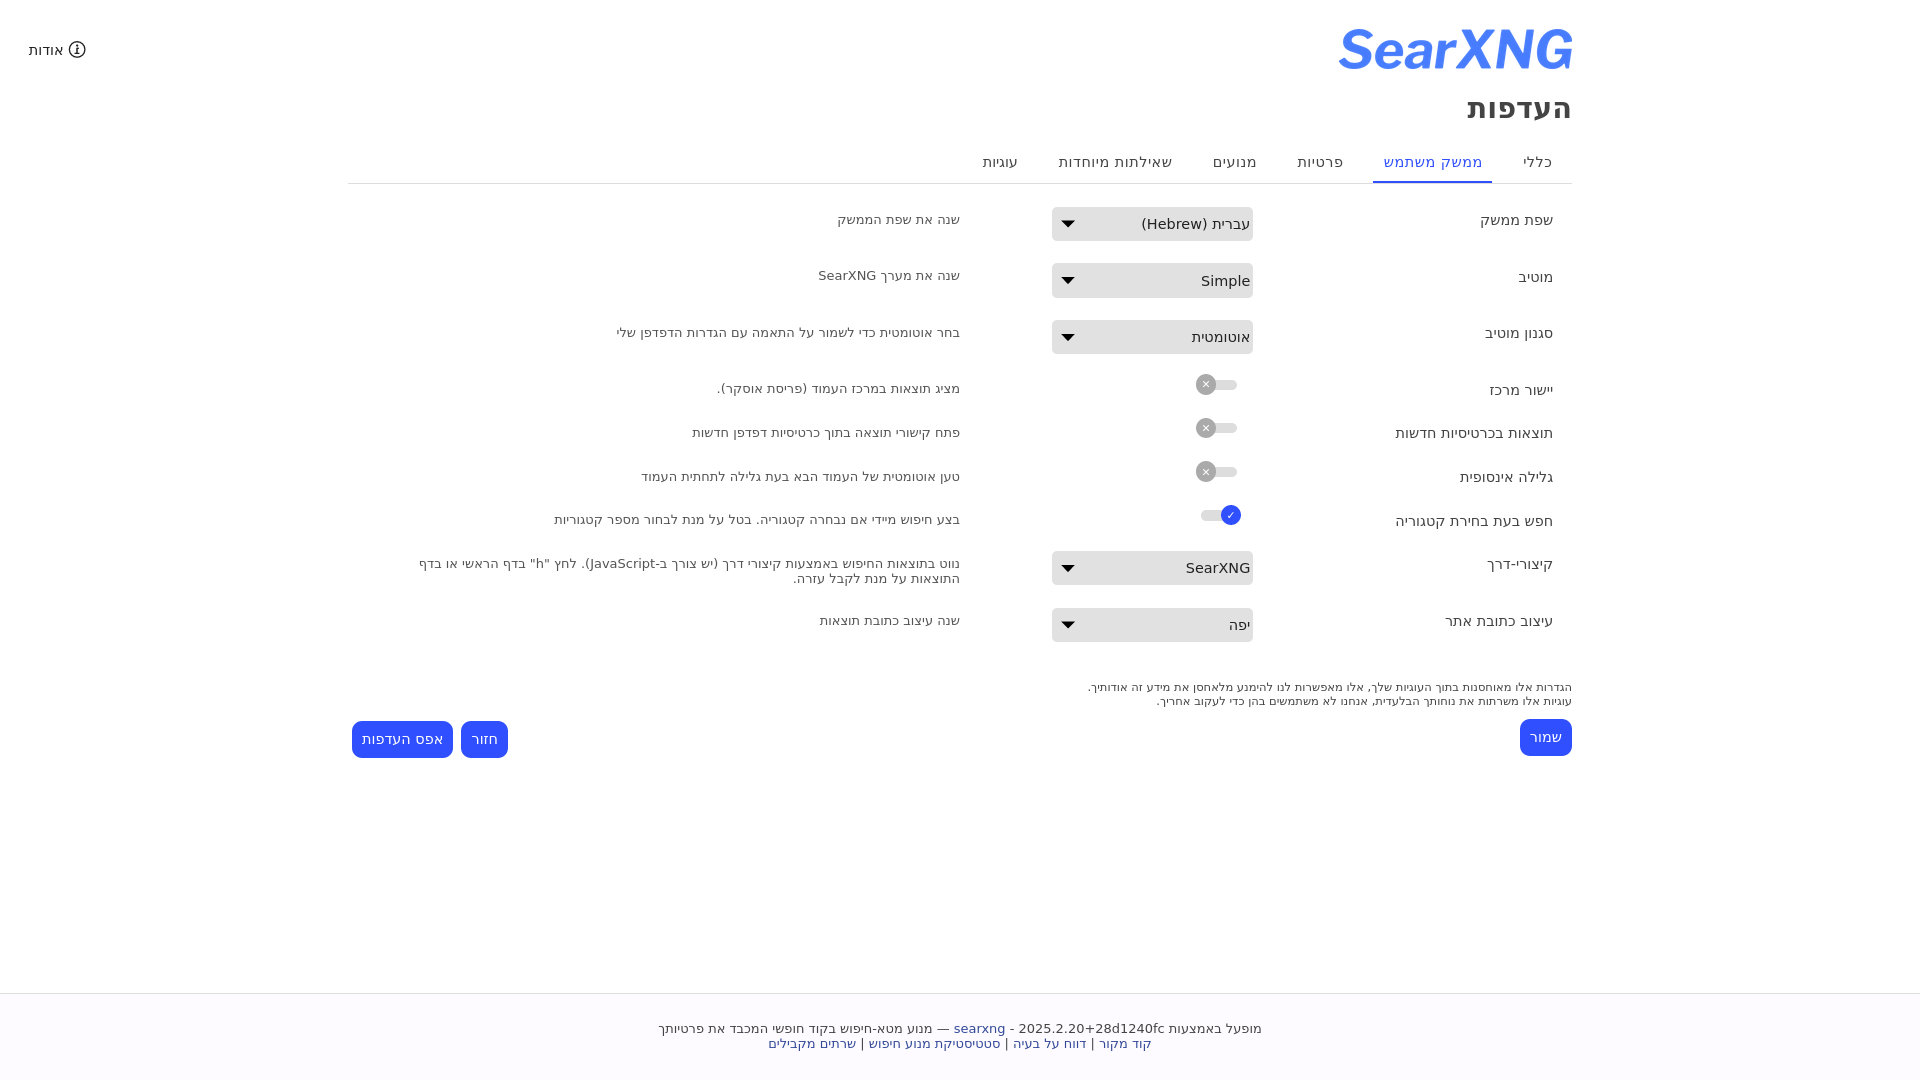 אודות
SearXNG
העדפות
כללי ממשק משתמש פרטיות מנועים שאילתות מיוחדות עוגיות
שפת ממשק עברית (Hebrew) שנה את שפת הממשק
מוטיב Simple שנה את מערך SearXNG
סגנון מוטיב אוטומטית בחר אוטומטית כדי לשמור על התאמה עם הגדרות הדפדפן שלי
יישור מרכז מציג תוצאות במרכז העמוד (פריסת אוסקר).
תוצאות בכרטיסיות חדשות פתח קישורי תוצאה בתוך כרטיסיות דפדפן חדשות
גלילה אינסופית טען אוטומטית של העמוד הבא בעת גלילה לתחתית העמוד
חפש בעת בחירת קטגוריה בצע חיפוש מיידי אם נבחרה קטגוריה. בטל על מנת לבחור מספר קטגוריות
קיצורי-דרך SearXNG נווט בתוצאות החיפוש באמצעות קיצורי דרך (יש צורך ב-JavaScript). לחץ "h" בדף הראשי או בדף
התוצאות על מנת לקבל עזרה.
עיצוב כתובת אתר יפה שנה עיצוב כתובת תוצאות
הגדרות אלו מאוחסנות בתוך העוגיות שלך, אלו מאפשרות לנו להימנע מלאחסן את מידע זה אודותיך.
עוגיות אלו משרתות את נוחותך הבלעדית, אנחנו לא משתמשים בהן כדי לעקוב אחריך.
שמור חזור אפס העדפות
מופעל באמצעות searxng - 2025.2.20+28d1240fc — מנוע מטא-חיפוש בקוד חופשי המכבד את פרטיותך
קוד מקור | דווח על בעיה | סטטיסטיקת מנוע חיפוש | שרתים מקבילים